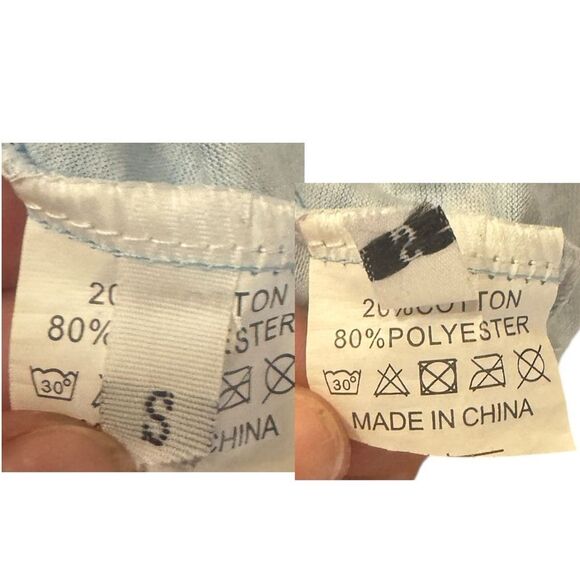 20 TON
80% ESTER
30°
S
CHINA
20%COTTON
80%POLYESTER
30°
MADE IN CHINA